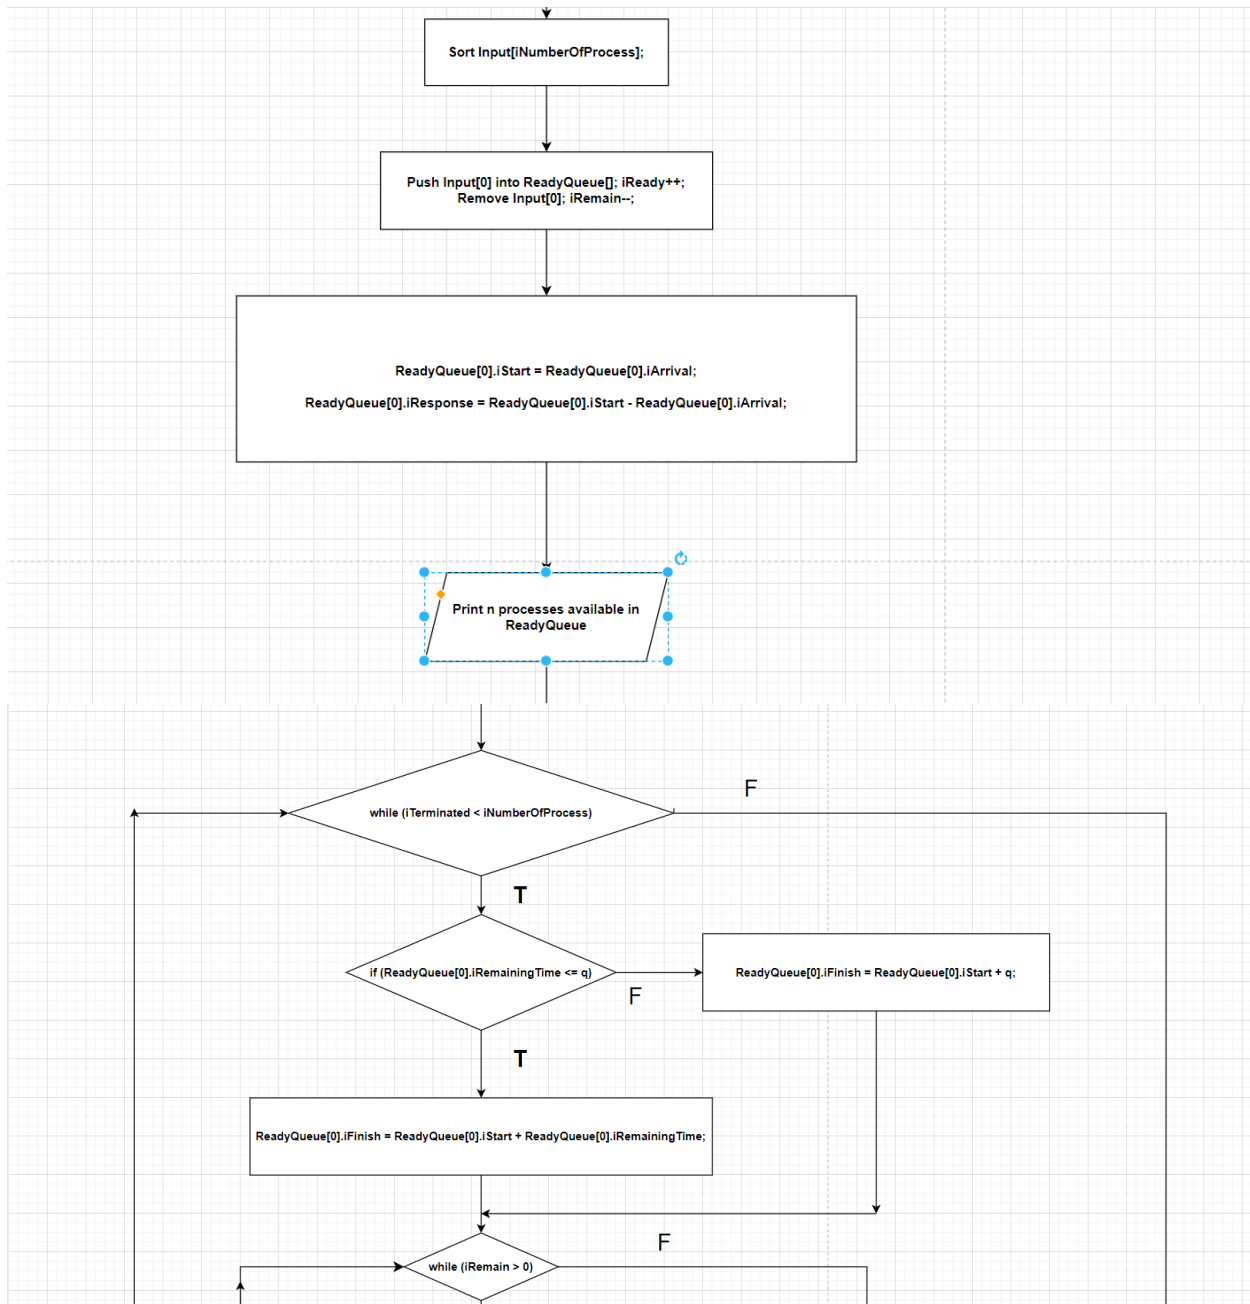 Sort Input[iNumberOfProcess];
Push Input[0] into ReadyQueue[]; iReady++;
Remove Input[0]; iRemain--;
ReadyQueue[0].iStart = ReadyQueue[0].iArrival;
ReadyQueue[0].iResponse = ReadyQueue[0].iStart - ReadyQueue[0].iArrival;
Print n processes available in
ReadyQueue
while (iTerminated < iNumberOfProcess)
F
T
if (ReadyQueue[0].iRemainingTime <= q)
F
ReadyQueue[0].iFinish = ReadyQueue[0].iStart + q;
T
ReadyQueue[0].iFinish = ReadyQueue[0].iStart + ReadyQueue[0].iRemainingTime;
while (iRemain > 0)
F